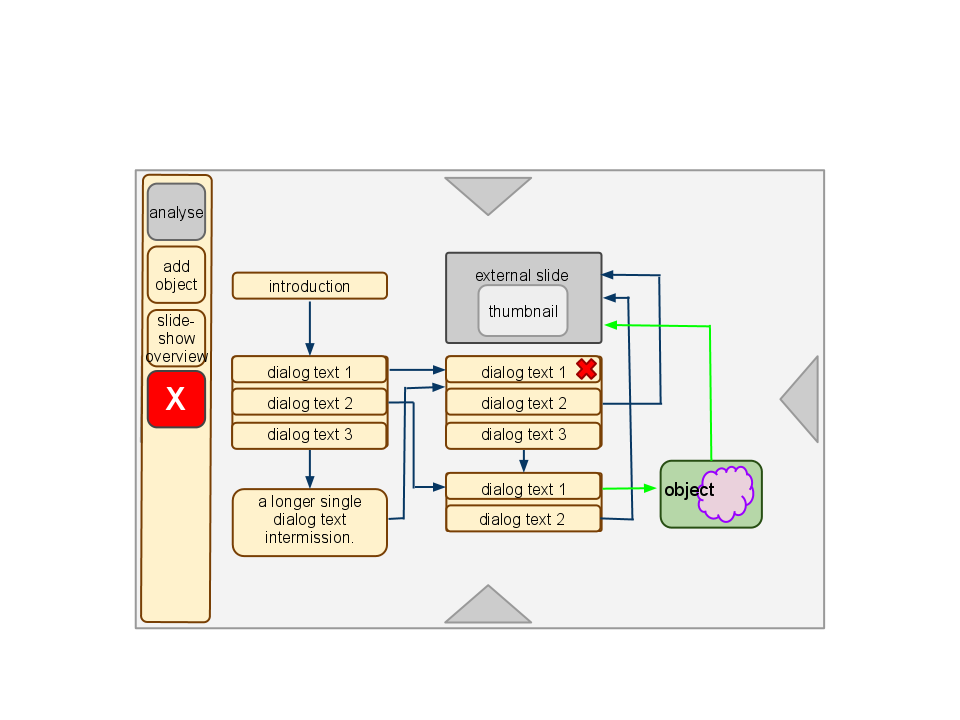 analyse
add
object
slide-
show
overview
X
introduction
dialog text 1
dialog text 2
dialog text 3
a longer single
dialog text
intermission.
external slide
thumbnail
dialog text 1
dialog text 2
dialog text 3
dialog text 1
dialog text 2
object